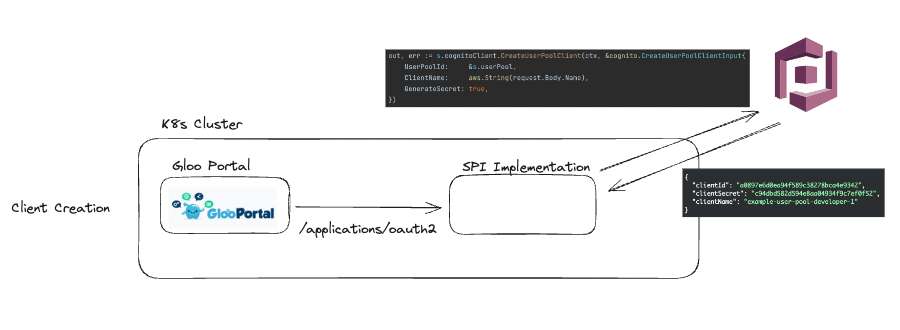 out, err := s.cognitoClient.CreateUserPoolClient(ctx, &cognito.CreateUserPoolClientInput{
UserPoolId: &s.userPool,
ClientName: aws.String(request.Body.Name),
GenerateSecret: true,
})
K8s Cluster
Gloo Portal
SPI Implementation
GlooPortal
Client Creation
/applications/oauth2
{
"clientId": "a0897e6d0ea94f589c38278bca4e9342",
"clientSecret": "c94dbd582d594e8aa04934f9c7ef0f52",
"clientName": "example-user-pool-developer-1"
}